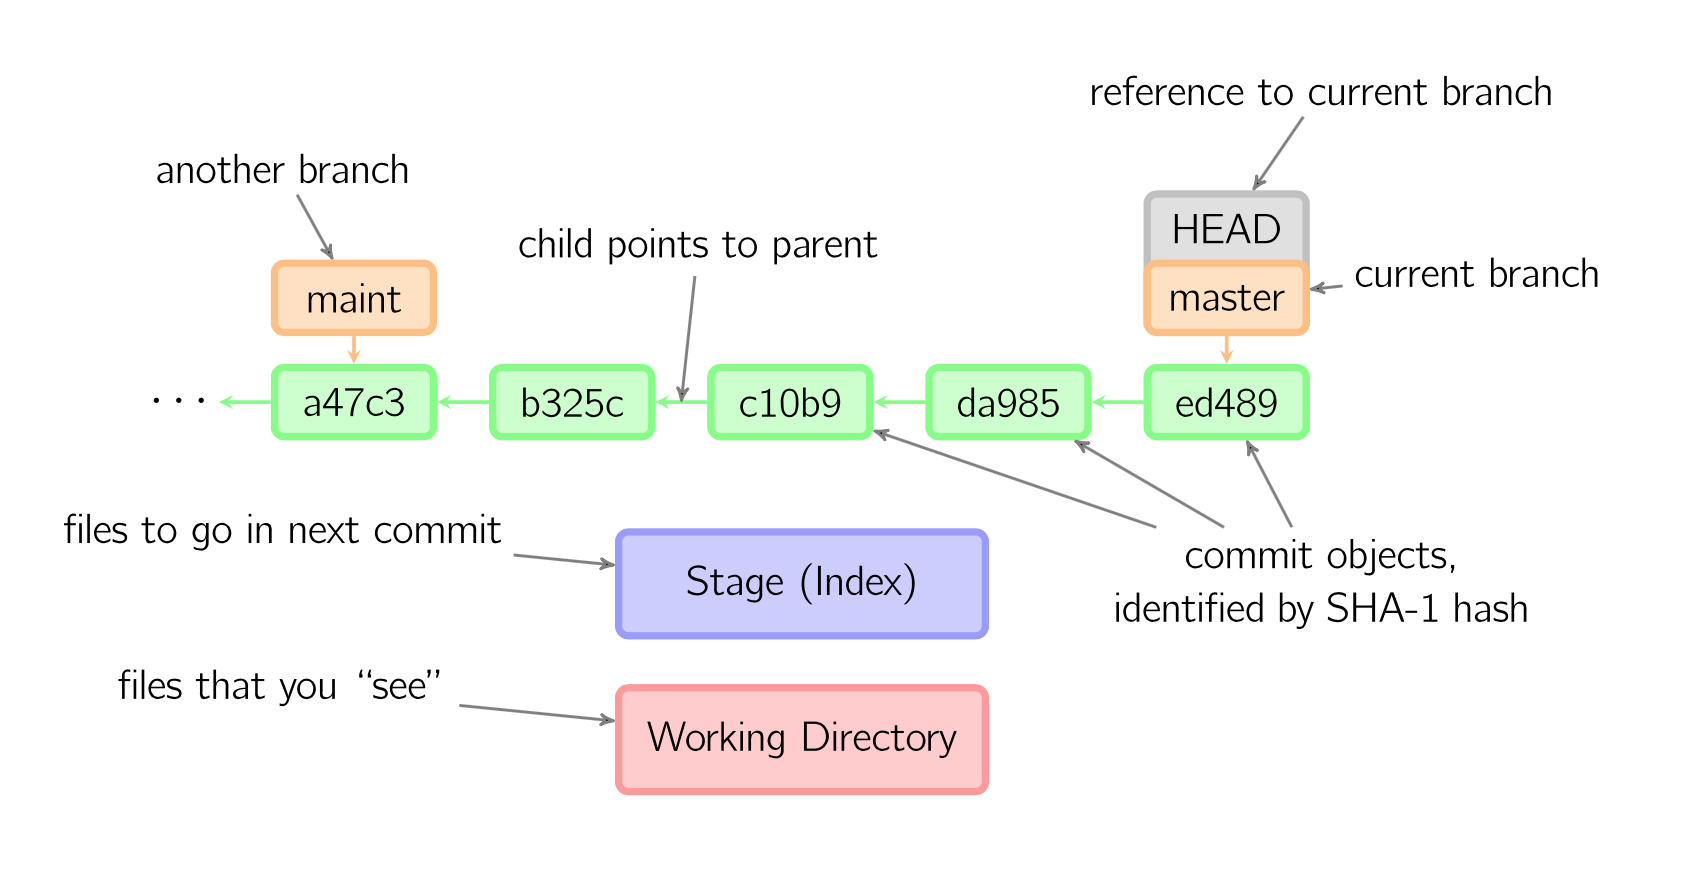 reference to current branch
another branch
HEAD
child points to parent
current branch
maint
master
···
a47c3
b325c
c10b9
da985
ed489
files to go in next commit
commit objects,
identified by SHA-1 hash
Stage (Index)
files that you “see”
Working Directory